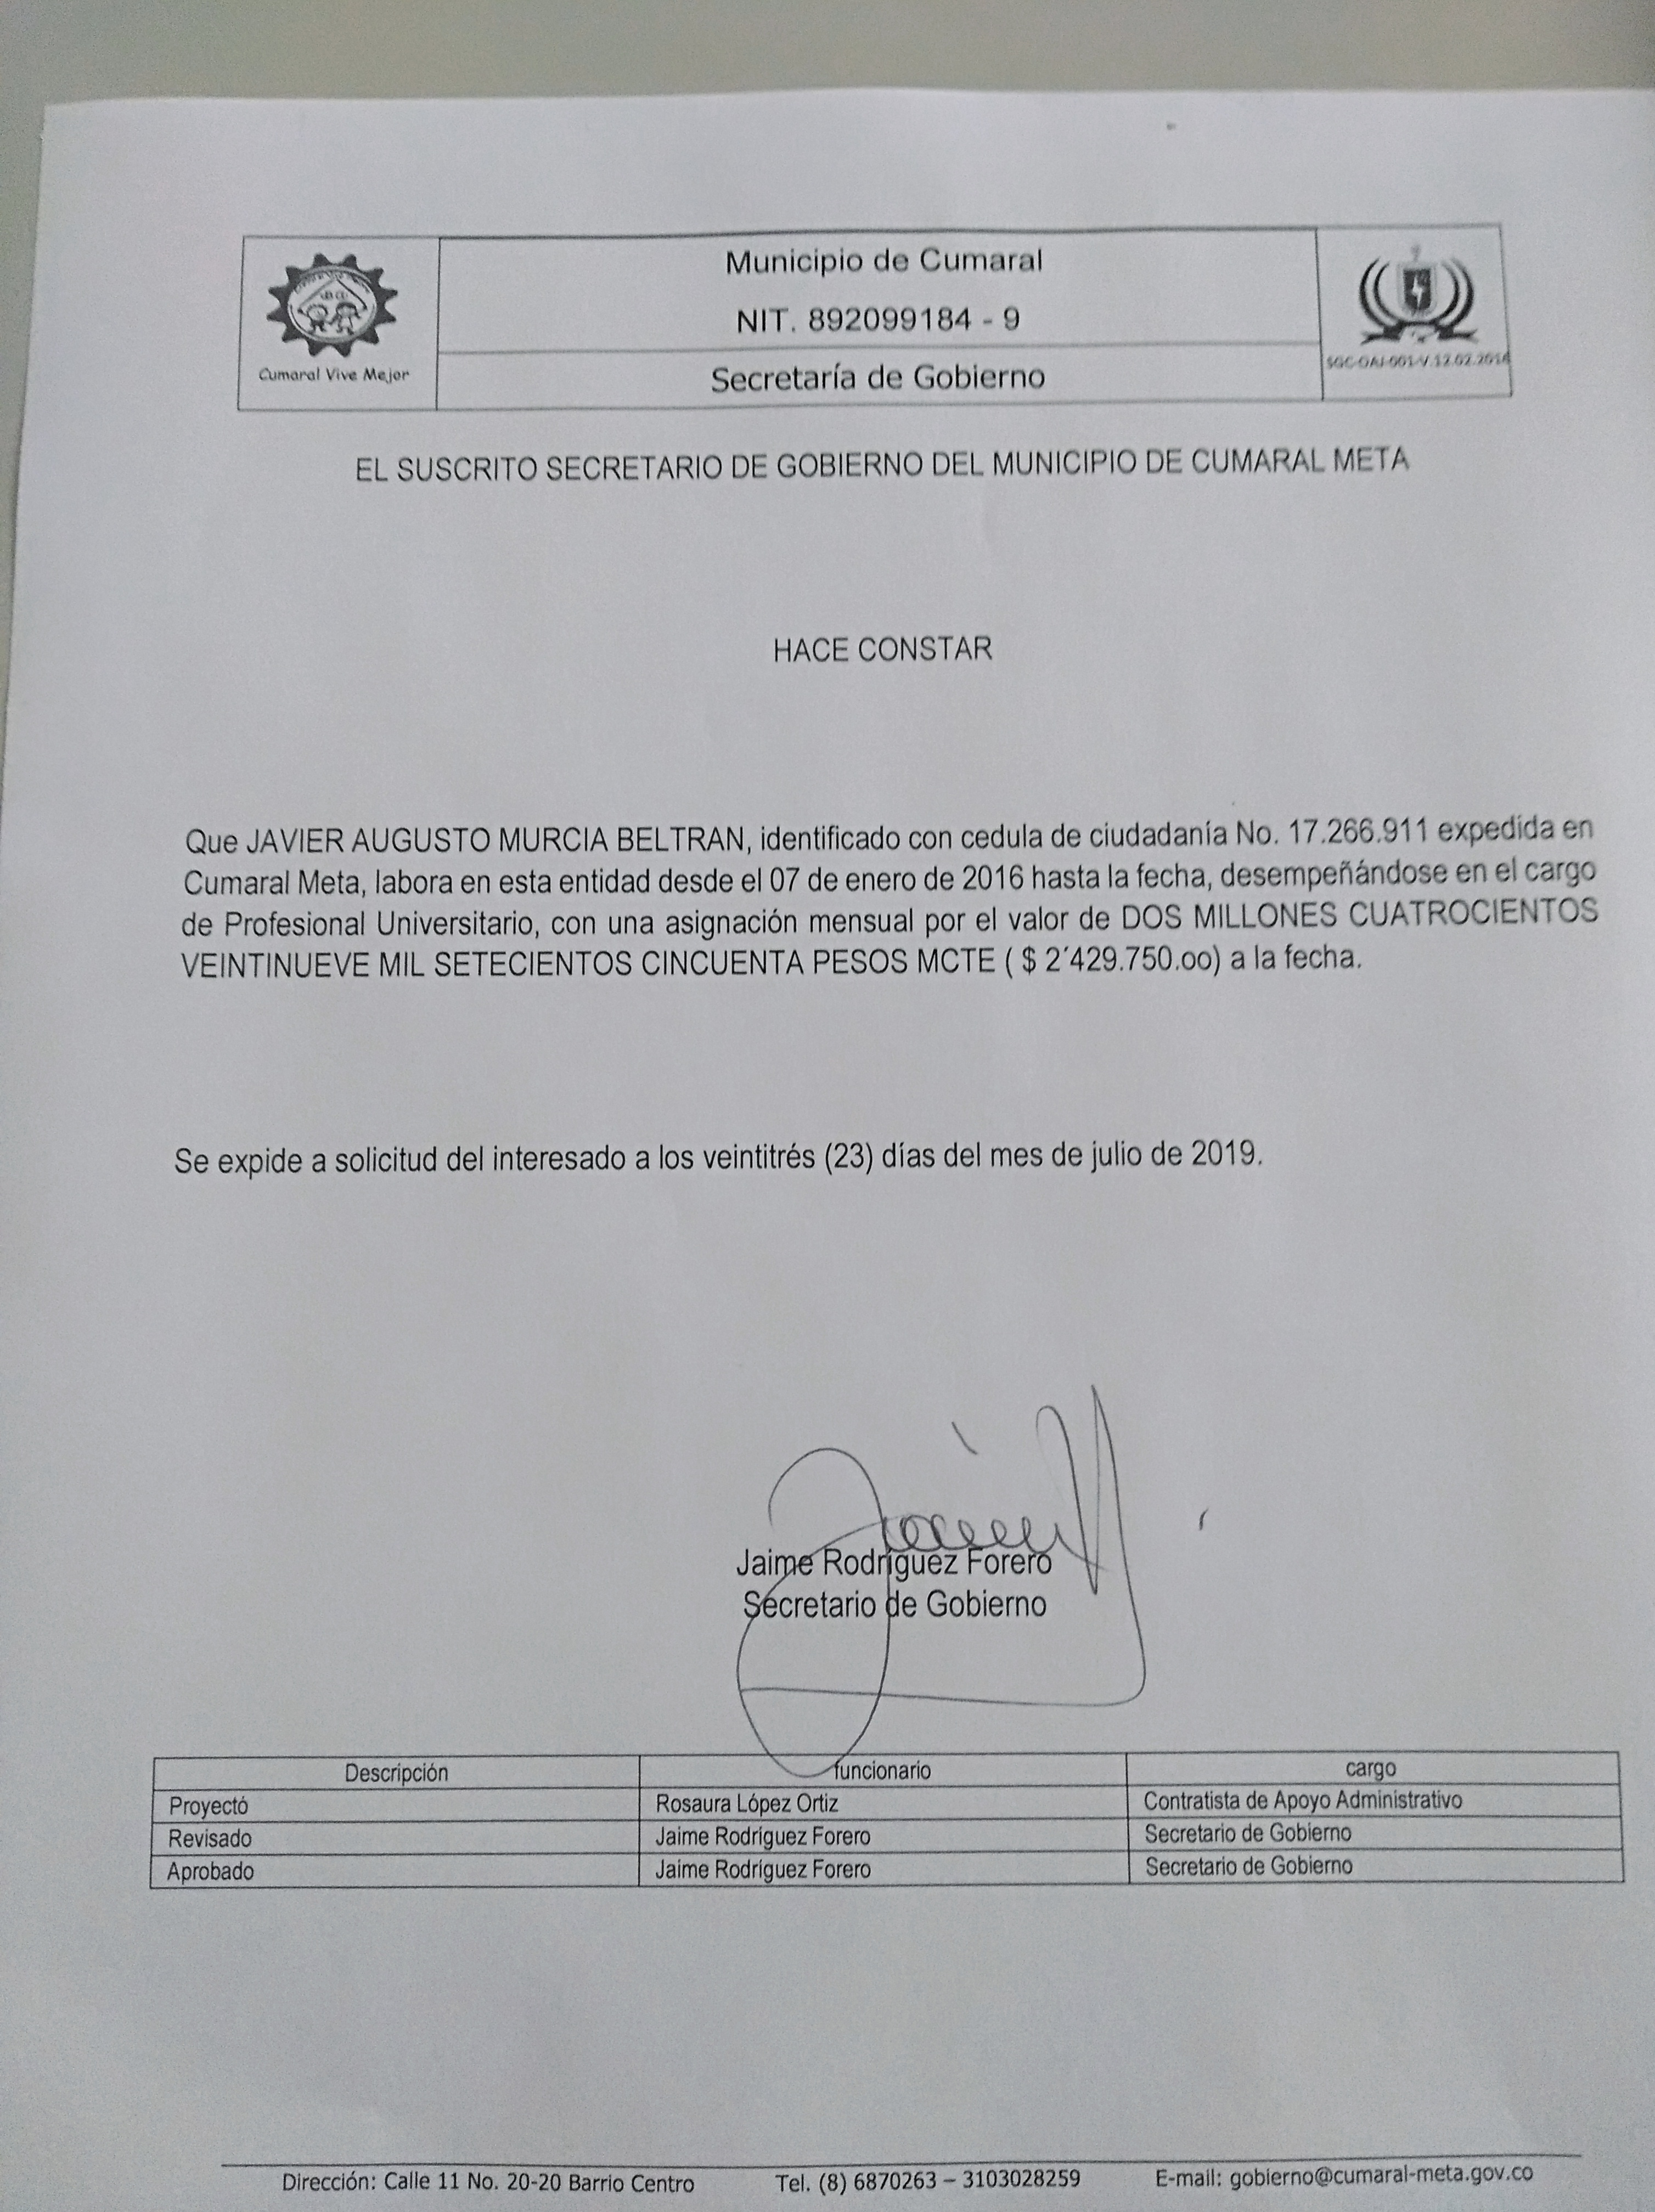 Municipio de Cumaral
NIT. 892099184 - 9
Secretaría de Gobierno
Cumaral Vive Mejor
SGC-OAI-001-V.12.02.2016
EL SUSCRITO SECRETARIO DE GOBIERNO DEL MUNICIPIO DE CUMARAL META
HACE CONSTAR
Que JAVIER AUGUSTO MURCIA BELTRAN, identificado con cedula de ciudadanía No. 17.266.911 expedida en
Cumaral Meta, labora en esta entidad desde el 07 de enero de 2016 hasta la fecha, desempeñándose en el cargo
de Profesional Universitario, con una asignación mensual por el valor de DOS MILLONES CUATROCIENTOS
VEINTINUEVE MIL SETECIENTOS CINCUENTA PESOS MCTE ( $ 2´429.750.oo) a la fecha.
Se expide a solicitud del interesado a los veintitrés (23) días del mes de julio de 2019.
Jaime Rodríguez Forero
Secretario de Gobierno
Descripción funcionario cargo
Proyectó Rosaura López Ortiz Contratista de Apoyo Administrativo
Revisado Jaime Rodríguez Forero Secretario de Gobierno
Aprobado Jaime Rodríguez Forero Secretario de Gobierno
Dirección: Calle 11 No. 20-20 Barrio Centro Tel. (8) 6870263 – 3103028259 E-mail: gobierno@cumaral-meta.gov.co